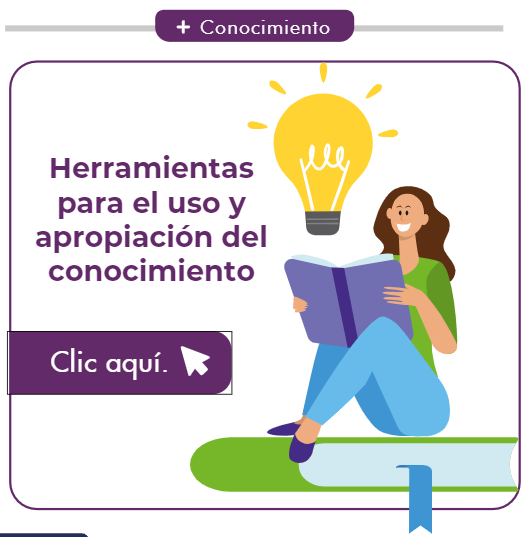 + Conocimiento
Herramientas
para el uso y
apropiación del
conocimiento
Clic aquí.